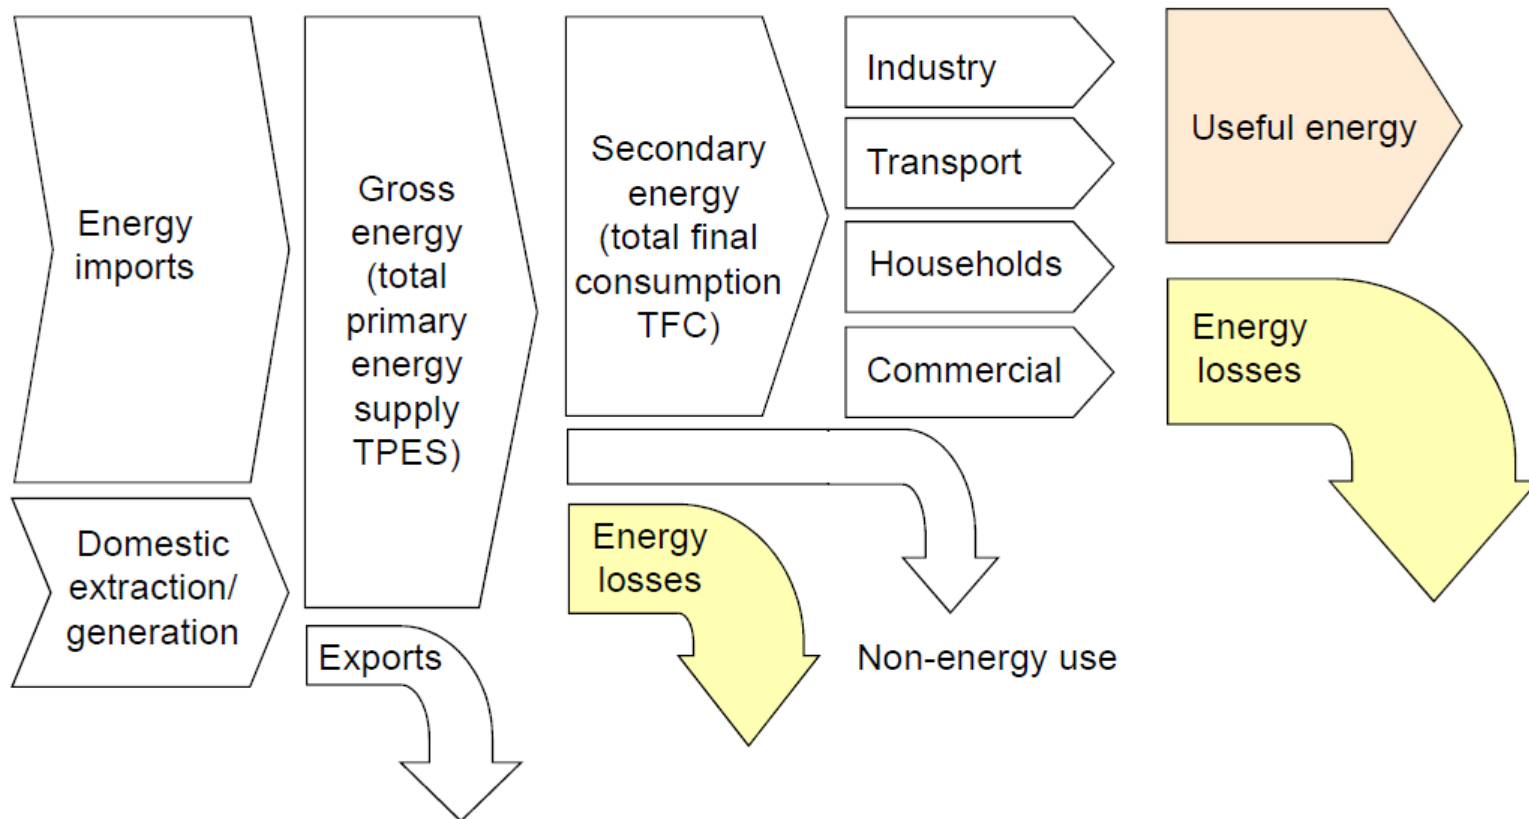 Energy
imports
Domestic
extraction/
generation
Gross
energy
(total
primary
energy
supply
TPES)
Exports
Secondary
energy
(total final
consumption
TFC)
Energy
losses
Industry
Transport
Households
Commercial
Non-energy use
Useful energy
Energy
losses